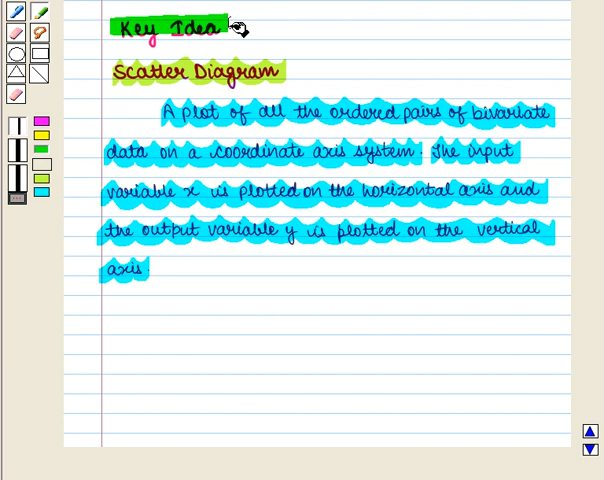 Key Idea
Scatter Diagram
A plot of all the ordered pairs of bivariate
data on a coordinate axis system. The input
variable x is plotted on the horizontal axis and
the output variable y is plotted on the vertical
axis.